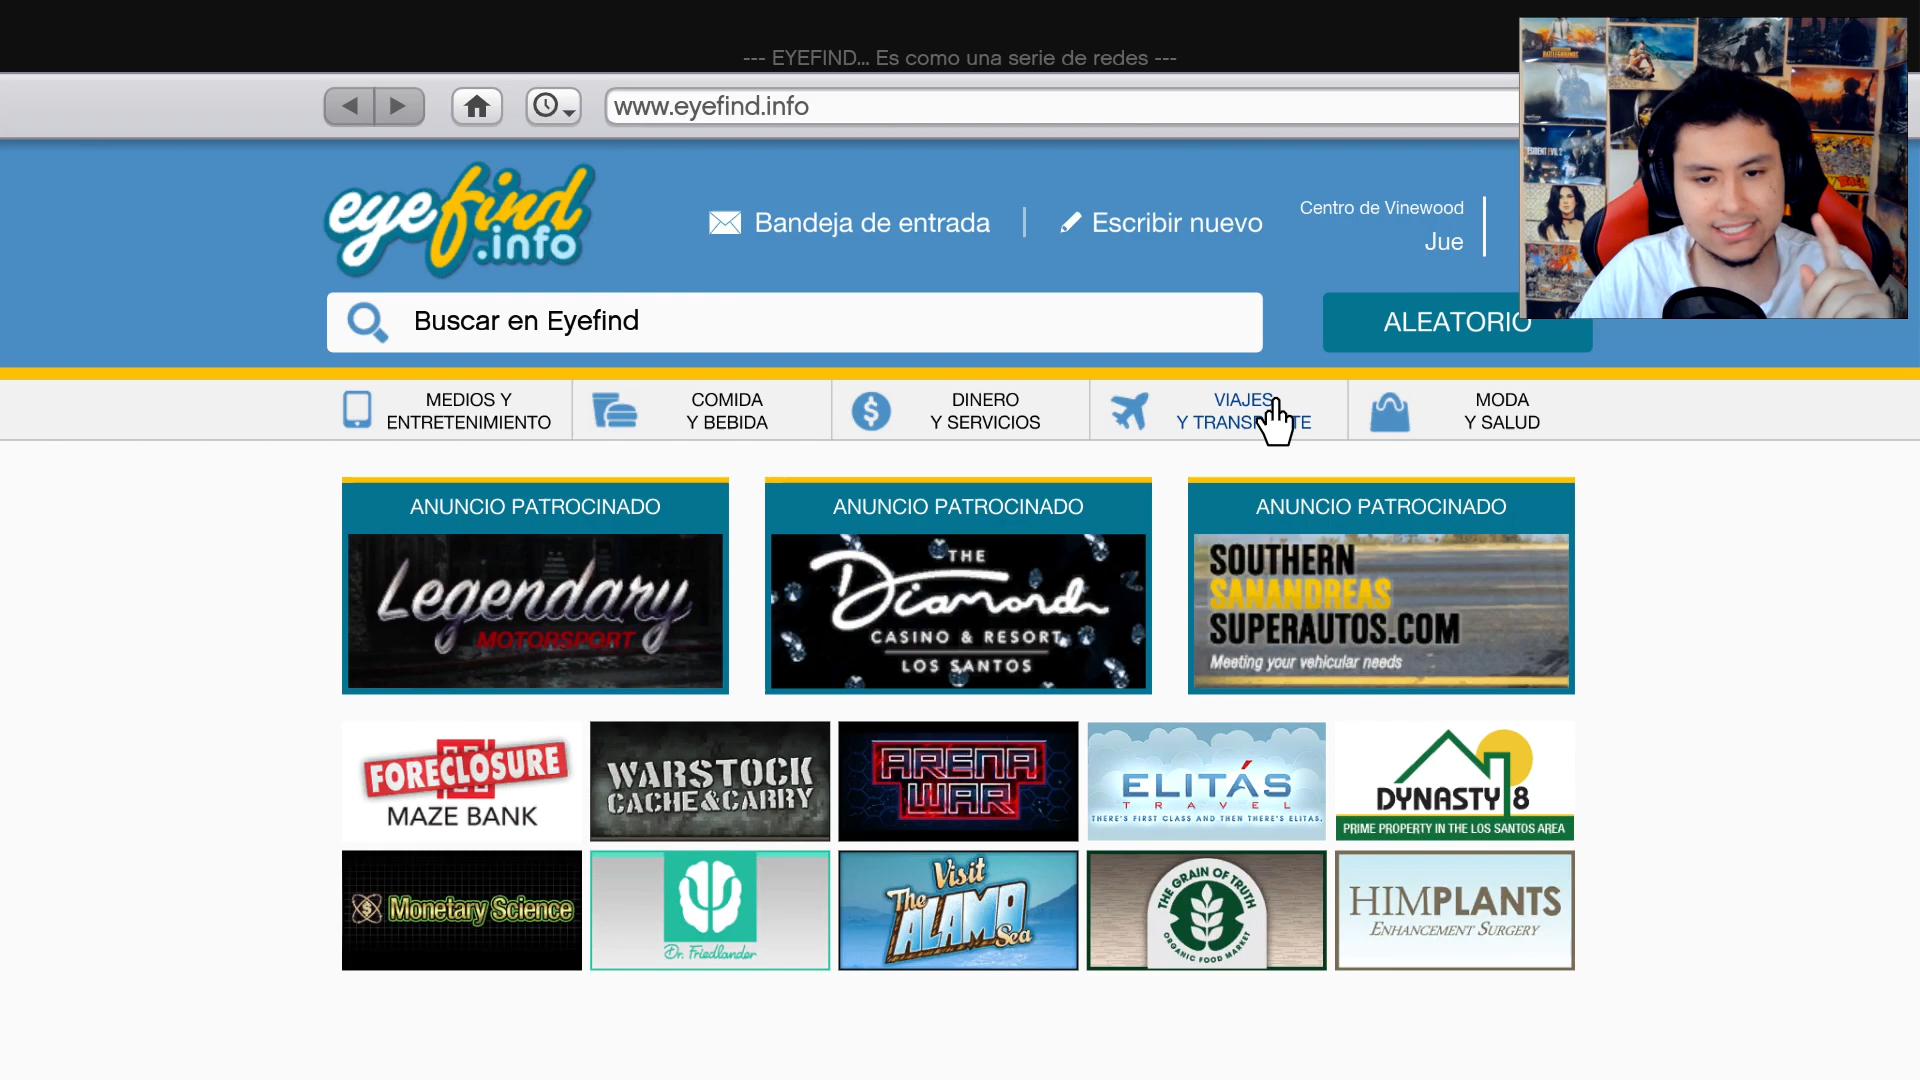 --- EYEFIND... Es como una serie de redes ---
www.eyefind.info
eyefind
.info
Bandeja de entrada
Escribir nuevo
Centro de Vinewood
Jue
Buscar en Eyefind
ALEATORIO
MEDIOS Y
ENTRETENIMIENTO
COMIDA
Y BEBIDA
DINERO
Y SERVICIOS
VIAJES
MODA
Y SALUD
ANUNCIO PATROCINADO
Legendary
MOTORSPORT
ANUNCIO PATROCINADO
THE
Diamond
CASINO & RESORT
LOS SANTOS
ANUNCIO PATROCINADO
SOUTHERN
SANANDREAS
SUPERAUTOS.COM
Meeting your vehicular needs
FORECLOSURE
MAZE BANK
WARSTOCK
CACHE&CARRY
ARENA
WAR
ELITÁS
TRAVEL
THERE'S FIRST CLASS AND THEN THERE'S ELITAS.
DYNASTY 8
PRIME PROPERTY IN THE LOS SANTOS AREA
Monetary Science
Dr. Friedlander
Visit
The ALAMO Sea
THE GRAIN OF TRUTH
ORGANIC FOOD MARKET
HIMPLANTS
ENHANCEMENT SURGERY